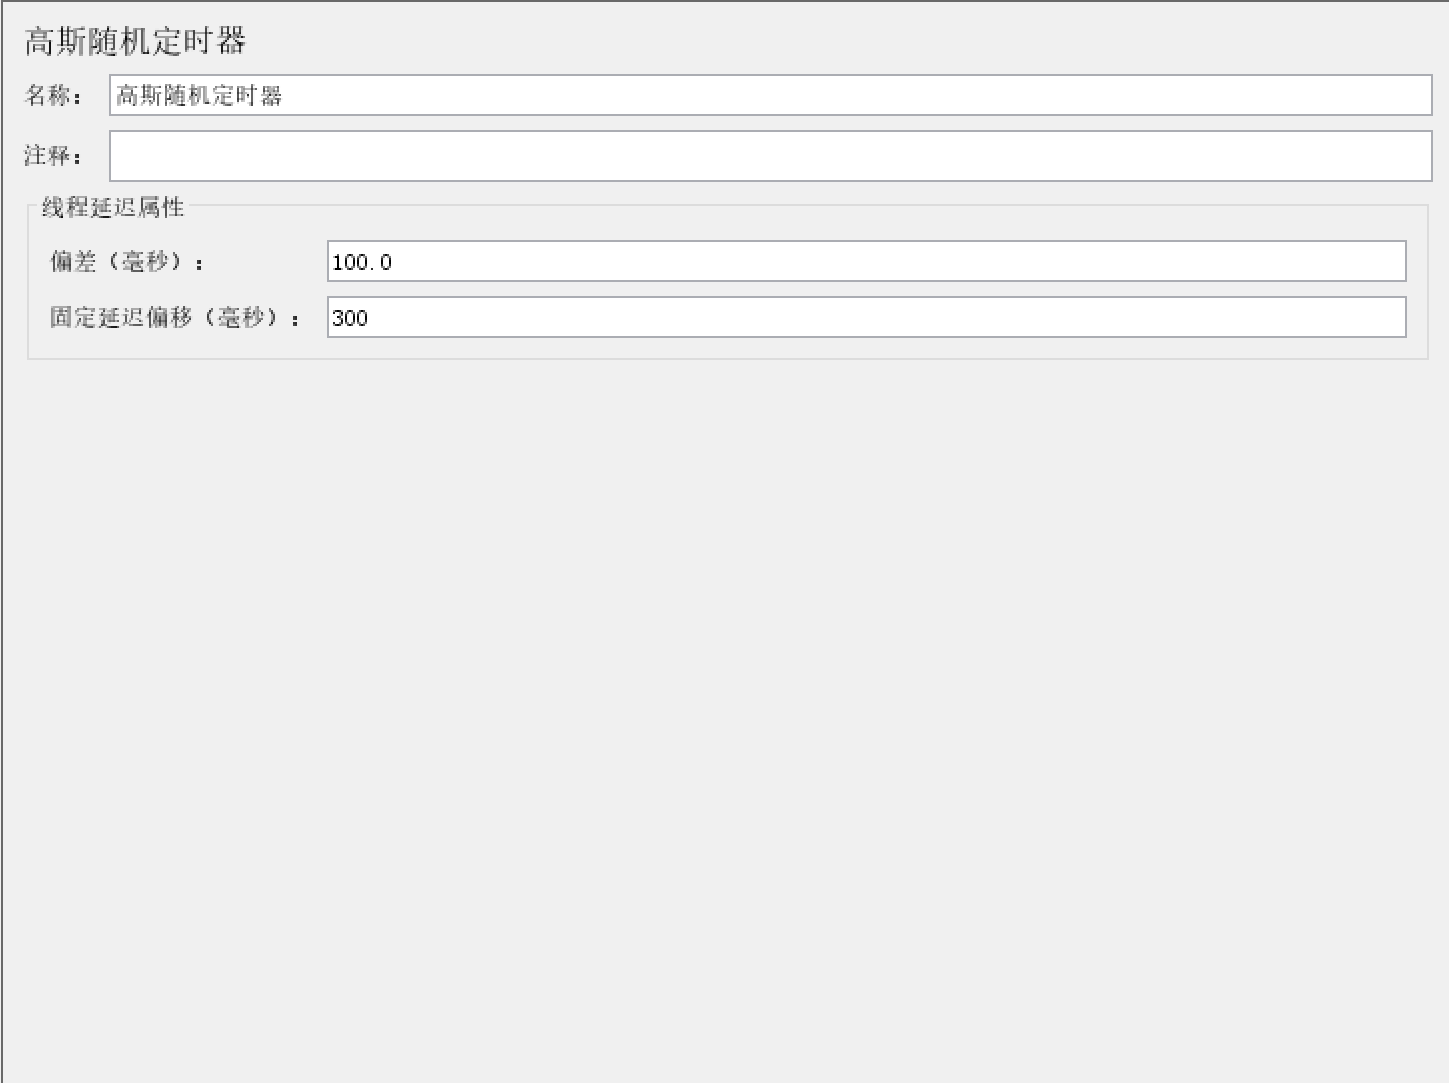 高斯随机定时器
名称： 高斯随机定时器
注释：
线程延迟属性
偏差（毫秒）： 100.0
固定延迟偏移（毫秒）： 300